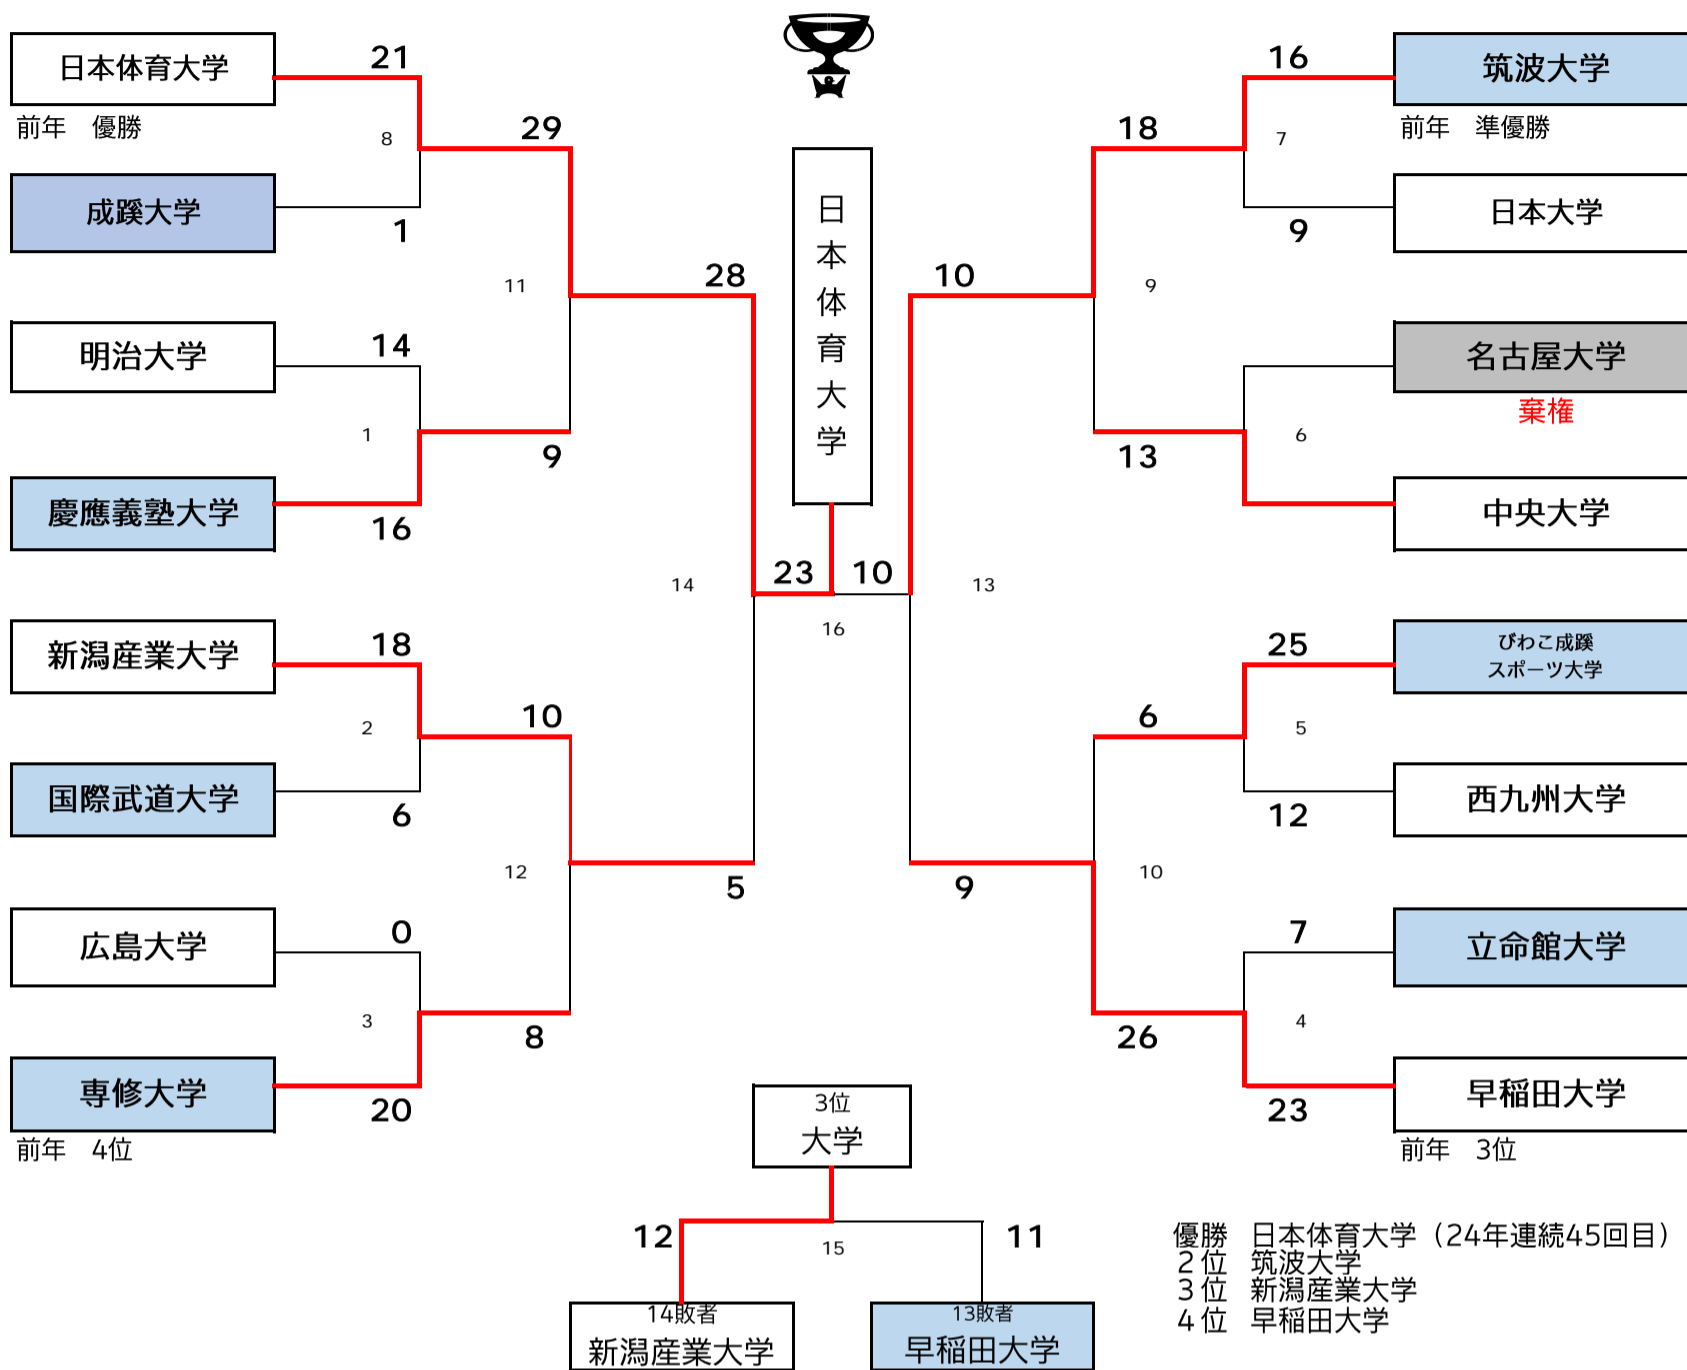 日本体育大学
21
16
筑波大学
前年 優勝
8
29
18
7
前年 準優勝
成蹊大学
1
日本体育大学
9
日本大学
11
28
10
9
明治大学
14
名古屋大学
棄権
1
9
13
6
慶應義塾大学
16
中央大学
14
23
10
13
16
新潟産業大学
18
25
びわこ成蹊
スポーツ大学
2
10
6
5
国際武道大学
6
12
西九州大学
12
5
9
10
広島大学
0
7
立命館大学
3
8
26
4
専修大学
20
23
早稲田大学
前年 4位
前年 3位
3位
大学
12
15
11
14敗者
新潟産業大学
13敗者
早稲田大学
優勝 日本体育大学（24年連続45回目）
2位 筑波大学
3位 新潟産業大学
4位 早稲田大学